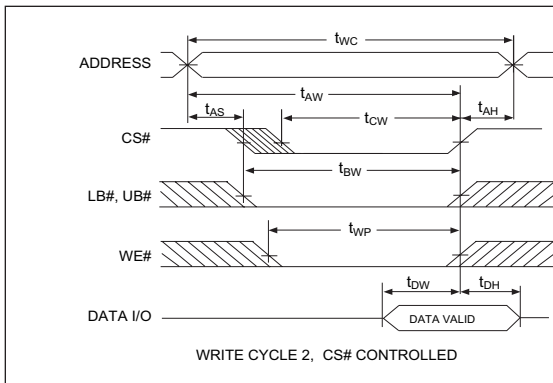 tWC
ADDRESS
tAW
tAS
tCW
tAH
CS#
tBW
LB#, UB#
tWP
WE#
tDW
tDH
DATA I/O
DATA VALID
WRITE CYCLE 2, CS# CONTROLLED